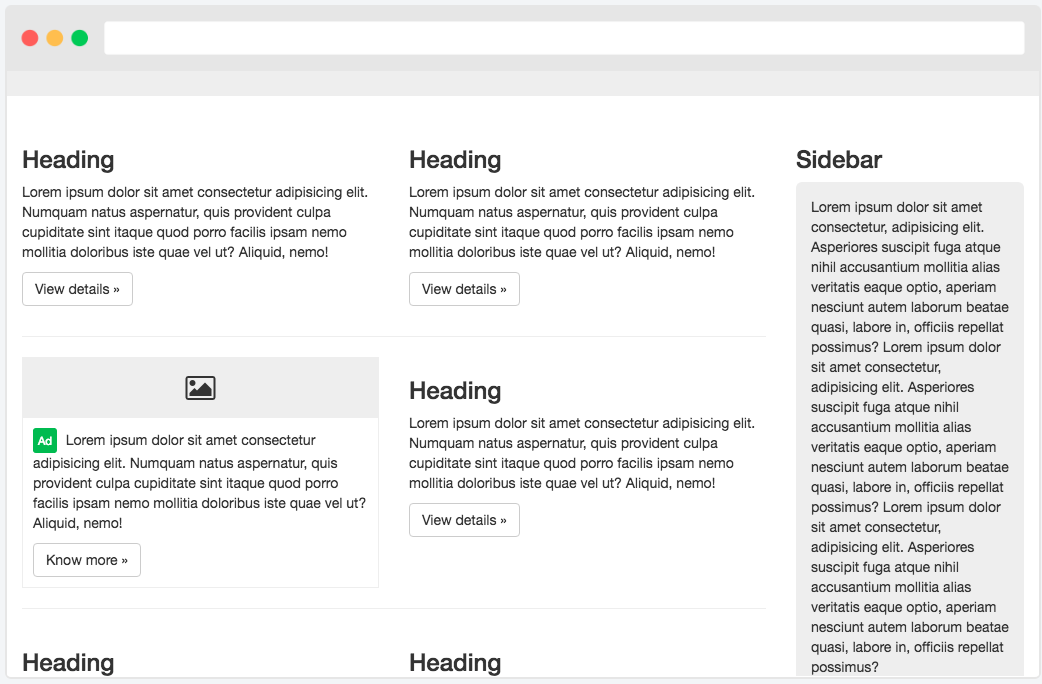 Heading
Lorem ipsum dolor sit amet consectetur adipisicing elit.
Numquam natus aspernatur, quis provident culpa
cupiditate sint itaque quod porro facilis ipsam nemo
mollitia doloribus iste quae vel ut? Aliquid, nemo!
View details »
Heading
Lorem ipsum dolor sit amet consectetur adipisicing elit.
Numquam natus aspernatur, quis provident culpa
cupiditate sint itaque quod porro facilis ipsam nemo
mollitia doloribus iste quae vel ut? Aliquid, nemo!
View details »
Ad Lorem ipsum dolor sit amet consectetur
adipisicing elit. Numquam natus aspernatur, quis
provident culpa cupiditate sint itaque quod porro
facilis ipsam nemo mollitia doloribus iste quae vel ut?
Aliquid, nemo!
Know more »
Heading
Lorem ipsum dolor sit amet consectetur adipisicing elit.
Numquam natus aspernatur, quis provident culpa
cupiditate sint itaque quod porro facilis ipsam nemo
mollitia doloribus iste quae vel ut? Aliquid, nemo!
View details »
Heading
Heading
Sidebar
Lorem ipsum dolor sit amet
consectetur, adipisicing elit.
Asperiores suscipit fuga atque
nihil accusantium mollitia alias
veritatis eaque optio, aperiam
nesciunt autem laborum beatae
quasi, labore in, officiis repellat
possimus? Lorem ipsum dolor
sit amet consectetur,
adipisicing elit. Asperiores
suscipit fuga atque nihil
accusantium mollitia alias
veritatis eaque optio, aperiam
nesciunt autem laborum beatae
quasi, labore in, officiis repellat
possimus? Lorem ipsum dolor
sit amet consectetur,
adipisicing elit. Asperiores
suscipit fuga atque nihil
accusantium mollitia alias
veritatis eaque optio, aperiam
nesciunt autem laborum beatae
quasi, labore in, officiis repellat
possimus?